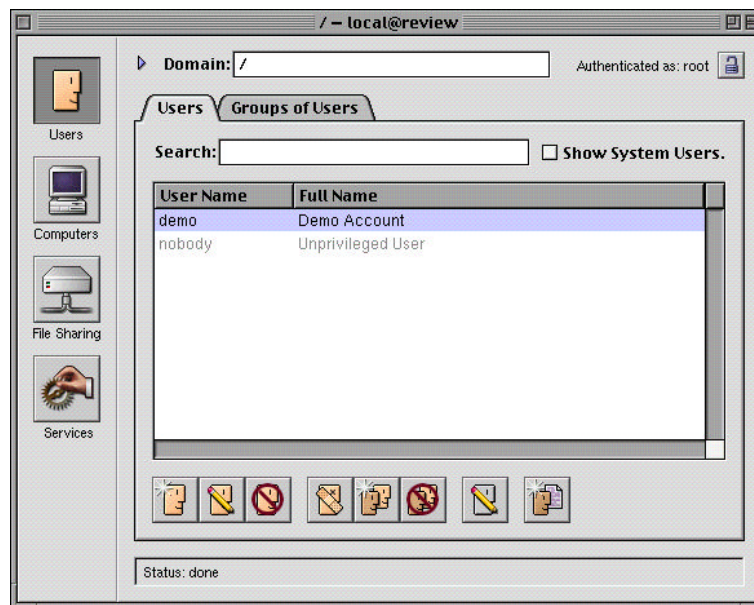 / – local@review
Users
Computers
File Sharing
Services
Domain: /
Authenticated as: root
Users
Groups of Users
Search:
Show System Users.
User Name Full Name
demo Demo Account
nobody Unprivileged User
Status: done